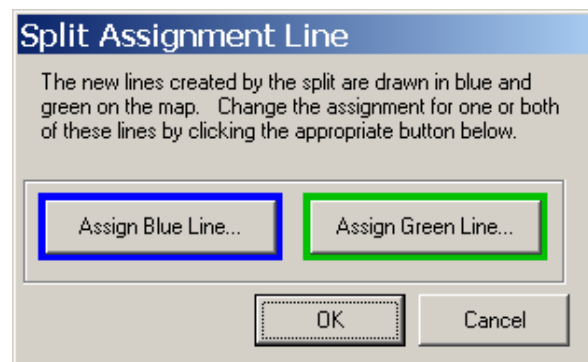 Split Assignment Line
The new lines created by the split are drawn in blue and
green on the map. Change the assignment for one or both
of these lines by clicking the appropriate button below.
Assign Blue Line... Assign Green Line...
OK Cancel